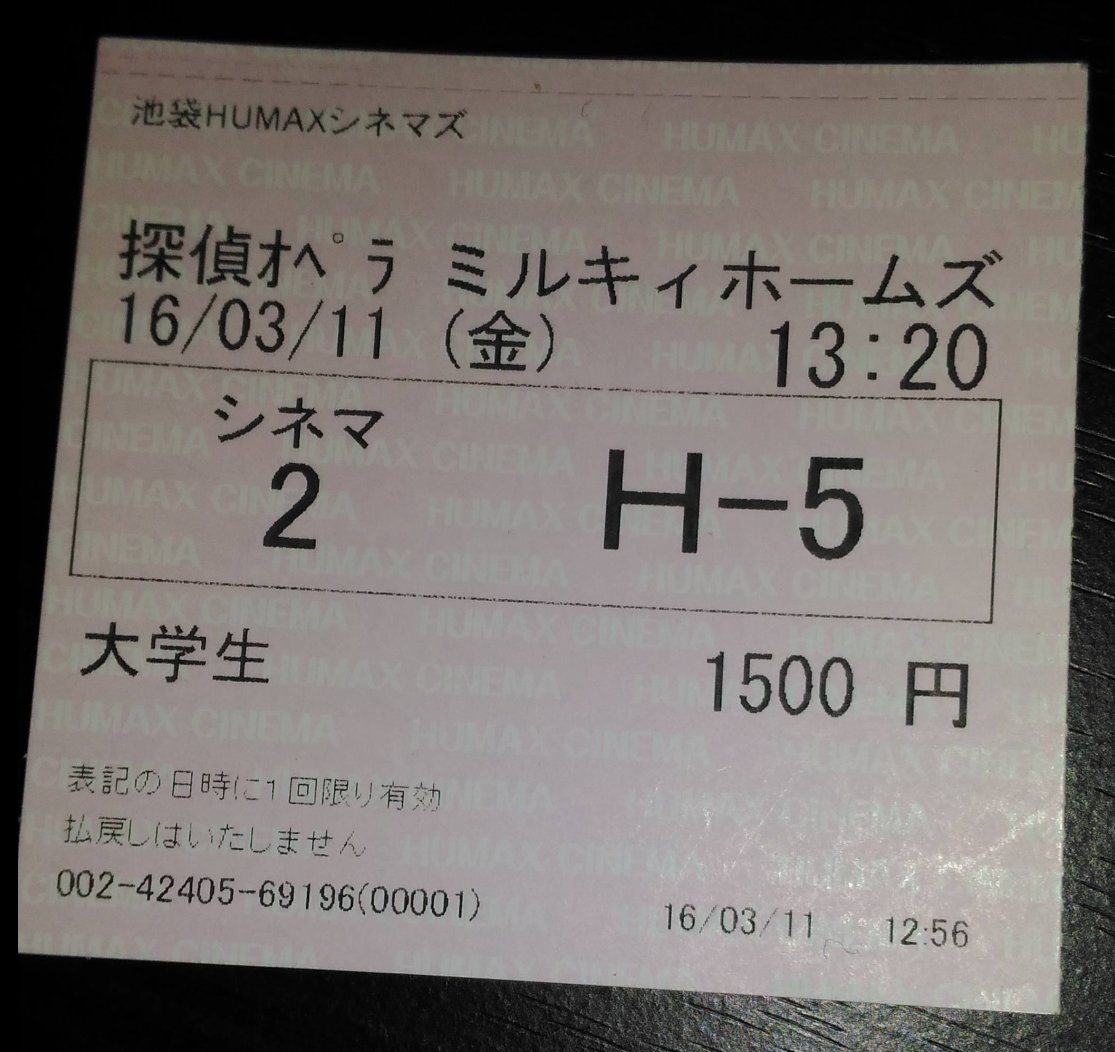 池袋HUMAXシネマズ
探偵ｵﾍﾟﾗ ミルキィホームズ
16/03/11 (金) 13:20
シネマ
2 H-5
大学生 1500 円
表記の日時に1回限り有効
払戻しはいたしません
002-42405-69196(00001) 16/03/11 12:56